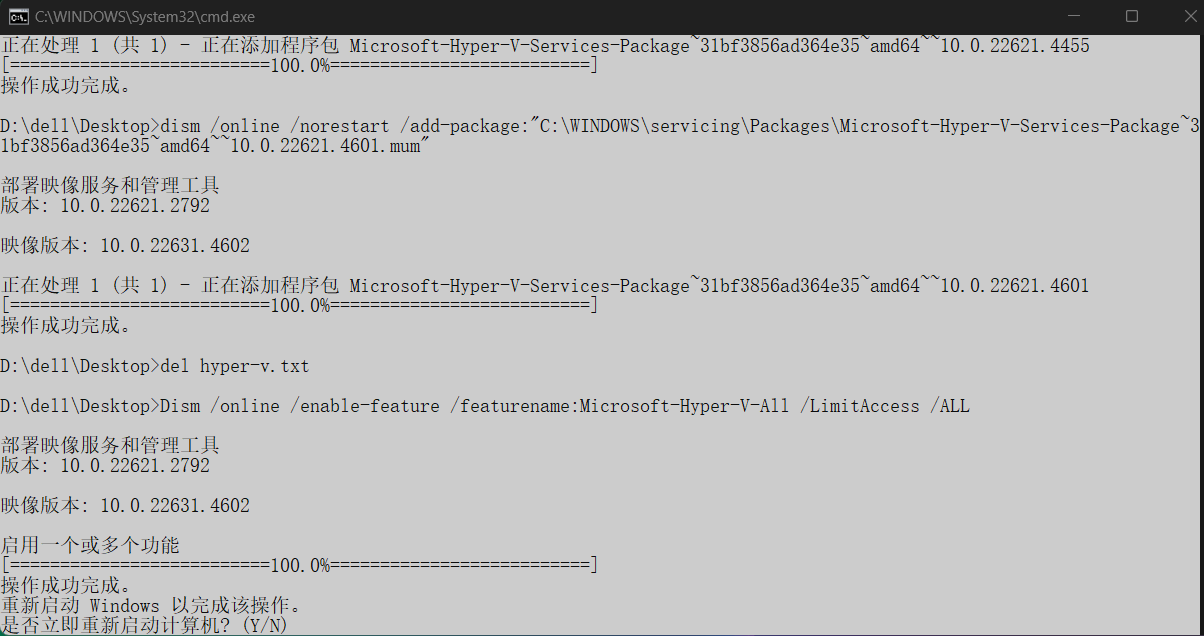 C:\WINDOWS\System32\cmd.exe
正在处理 1 (共 1) - 正在添加程序包 Microsoft-Hyper-V-Services-Package~31bf3856ad364e35~amd64~~10.0.22621.4455
[==========================100.0%==========================]
操作成功完成。
D:\dell\Desktop>dism /online /norestart /add-package:"C:\WINDOWS\servicing\Packages\Microsoft-Hyper-V-Services-Package~3
1bf3856ad364e35~amd64~~10.0.22621.4601.mum"
部署映像服务和管理工具
版本: 10.0.22621.2792
映像版本: 10.0.22631.4602
正在处理 1 (共 1) - 正在添加程序包 Microsoft-Hyper-V-Services-Package~31bf3856ad364e35~amd64~~10.0.22621.4601
[==========================100.0%==========================]
操作成功完成。
D:\dell\Desktop>del hyper-v.txt
D:\dell\Desktop>Dism /online /enable-feature /featurename:Microsoft-Hyper-V-All /LimitAccess /ALL
部署映像服务和管理工具
版本: 10.0.22621.2792
映像版本: 10.0.22631.4602
启用一个或多个功能
[==========================100.0%==========================]
操作成功完成。
重新启动 Windows 以完成该操作。
是否立即重新启动计算机? (Y/N)